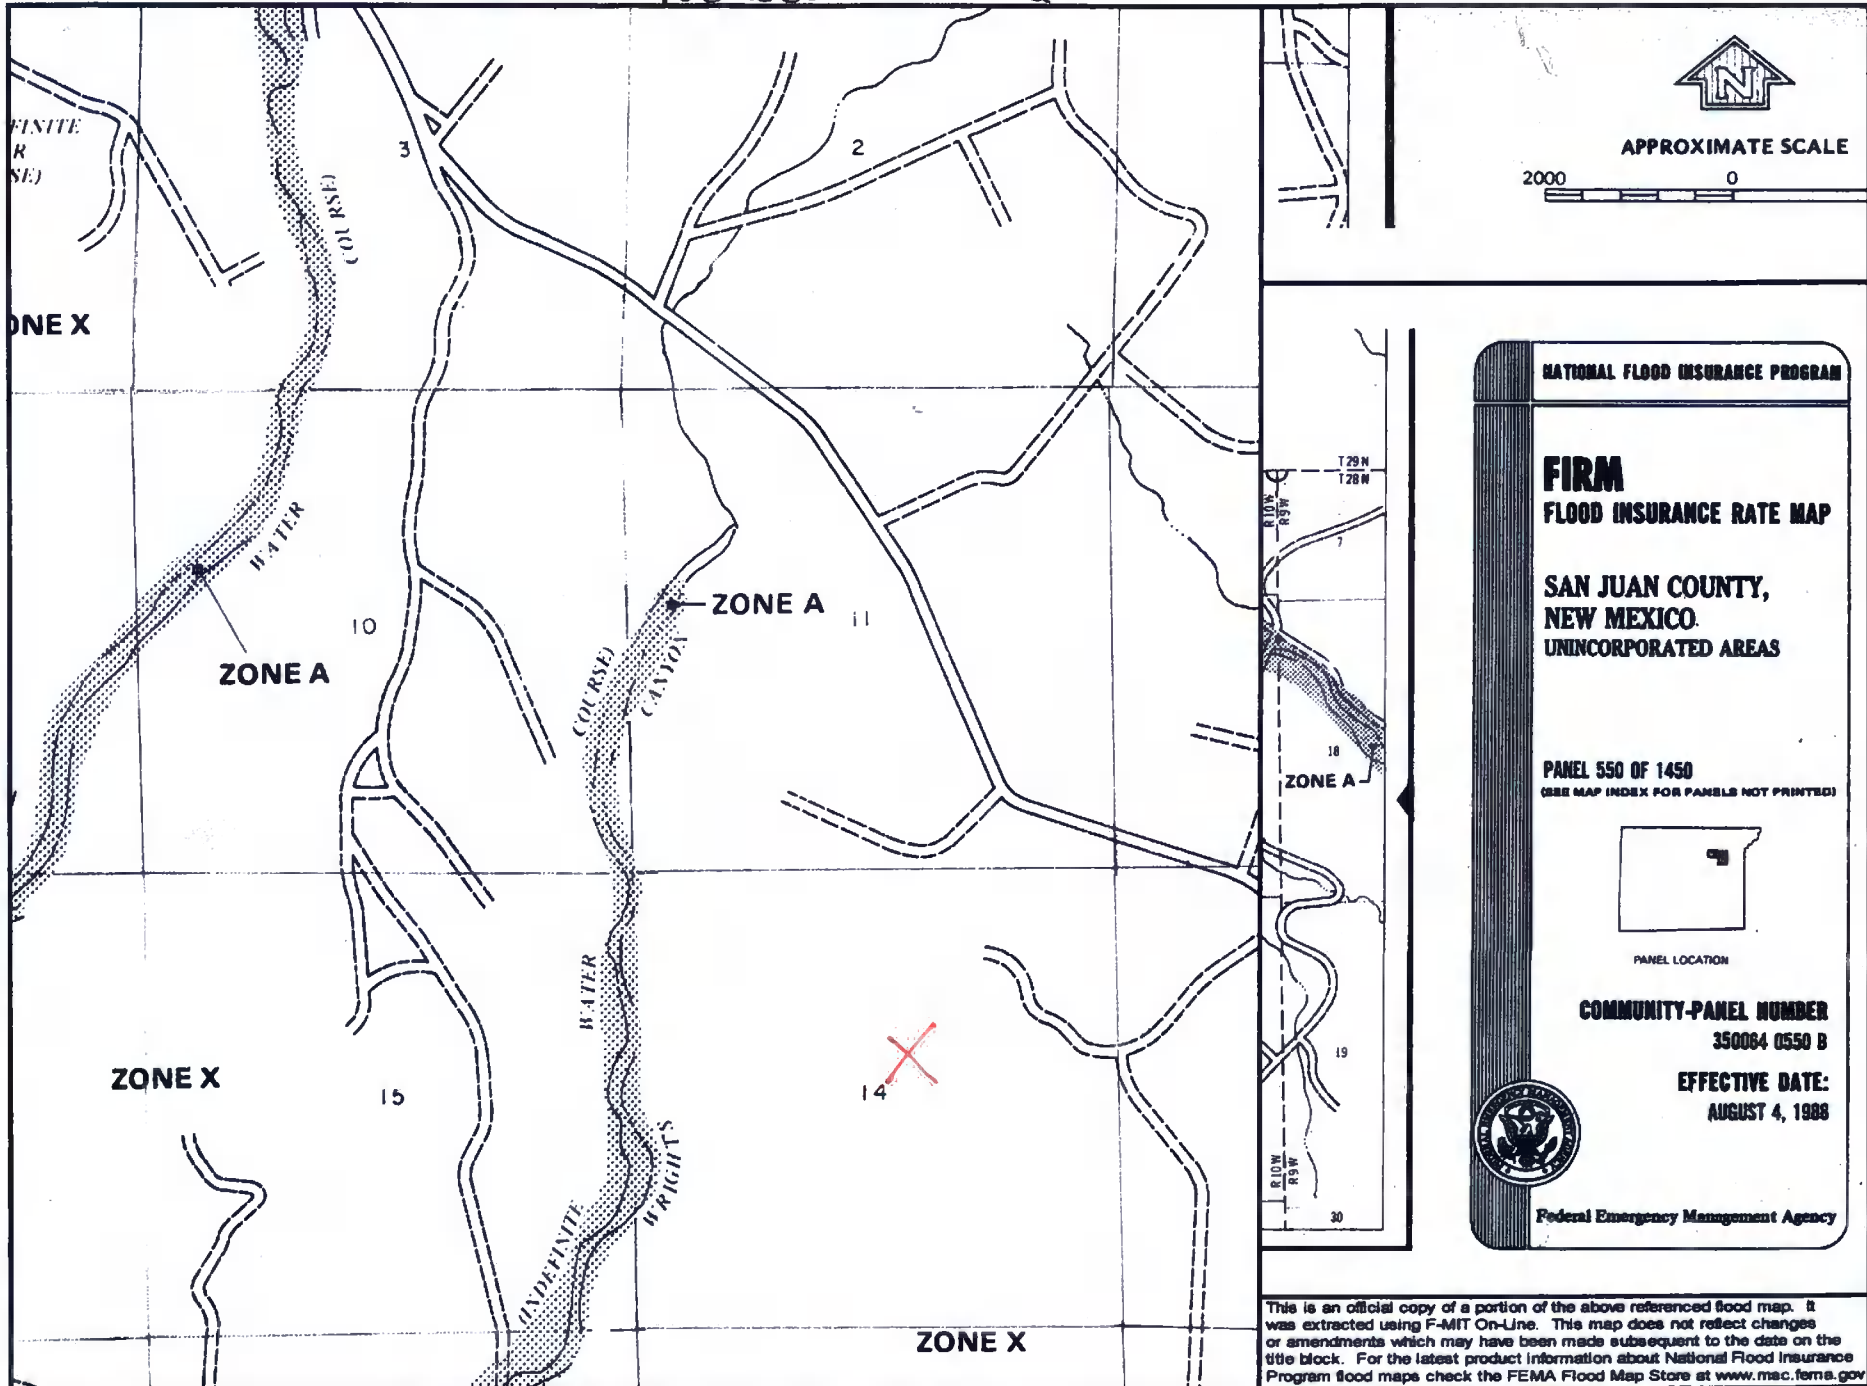 3
2
FINITE
R
SE)
(COURSE)
ONE X
WATER
ZONE A
10
ZONE A
11
(COURSE)
CANYON
ZONE A
WATER
ZONE X
15
14
WRIGHTS
(INDEFINITE
ZONE X
N
APPROXIMATE SCALE
2000 0
T29N
T28N
R10W
R9W
7
18
ZONE A
19
R10W
R9W
30
NATIONAL FLOOD INSURANCE PROGRAM
FIRM
FLOOD INSURANCE RATE MAP
SAN JUAN COUNTY,
NEW MEXICO
UNINCORPORATED AREAS
PANEL 550 OF 1450
(SEE MAP INDEX FOR PANELS NOT PRINTED)
PANEL LOCATION
COMMUNITY-PANEL NUMBER
350064 0550 B
EFFECTIVE DATE:
AUGUST 4, 1988
Federal Emergency Management Agency
This is an official copy of a portion of the above referenced flood map. It
was extracted using F-MIT On-Line. This map does not reflect changes
or amendments which may have been made subsequent to the date on the
title block. For the latest product information about National Flood Insurance
Program flood maps check the FEMA Flood Map Store at www.msc.fema.gov